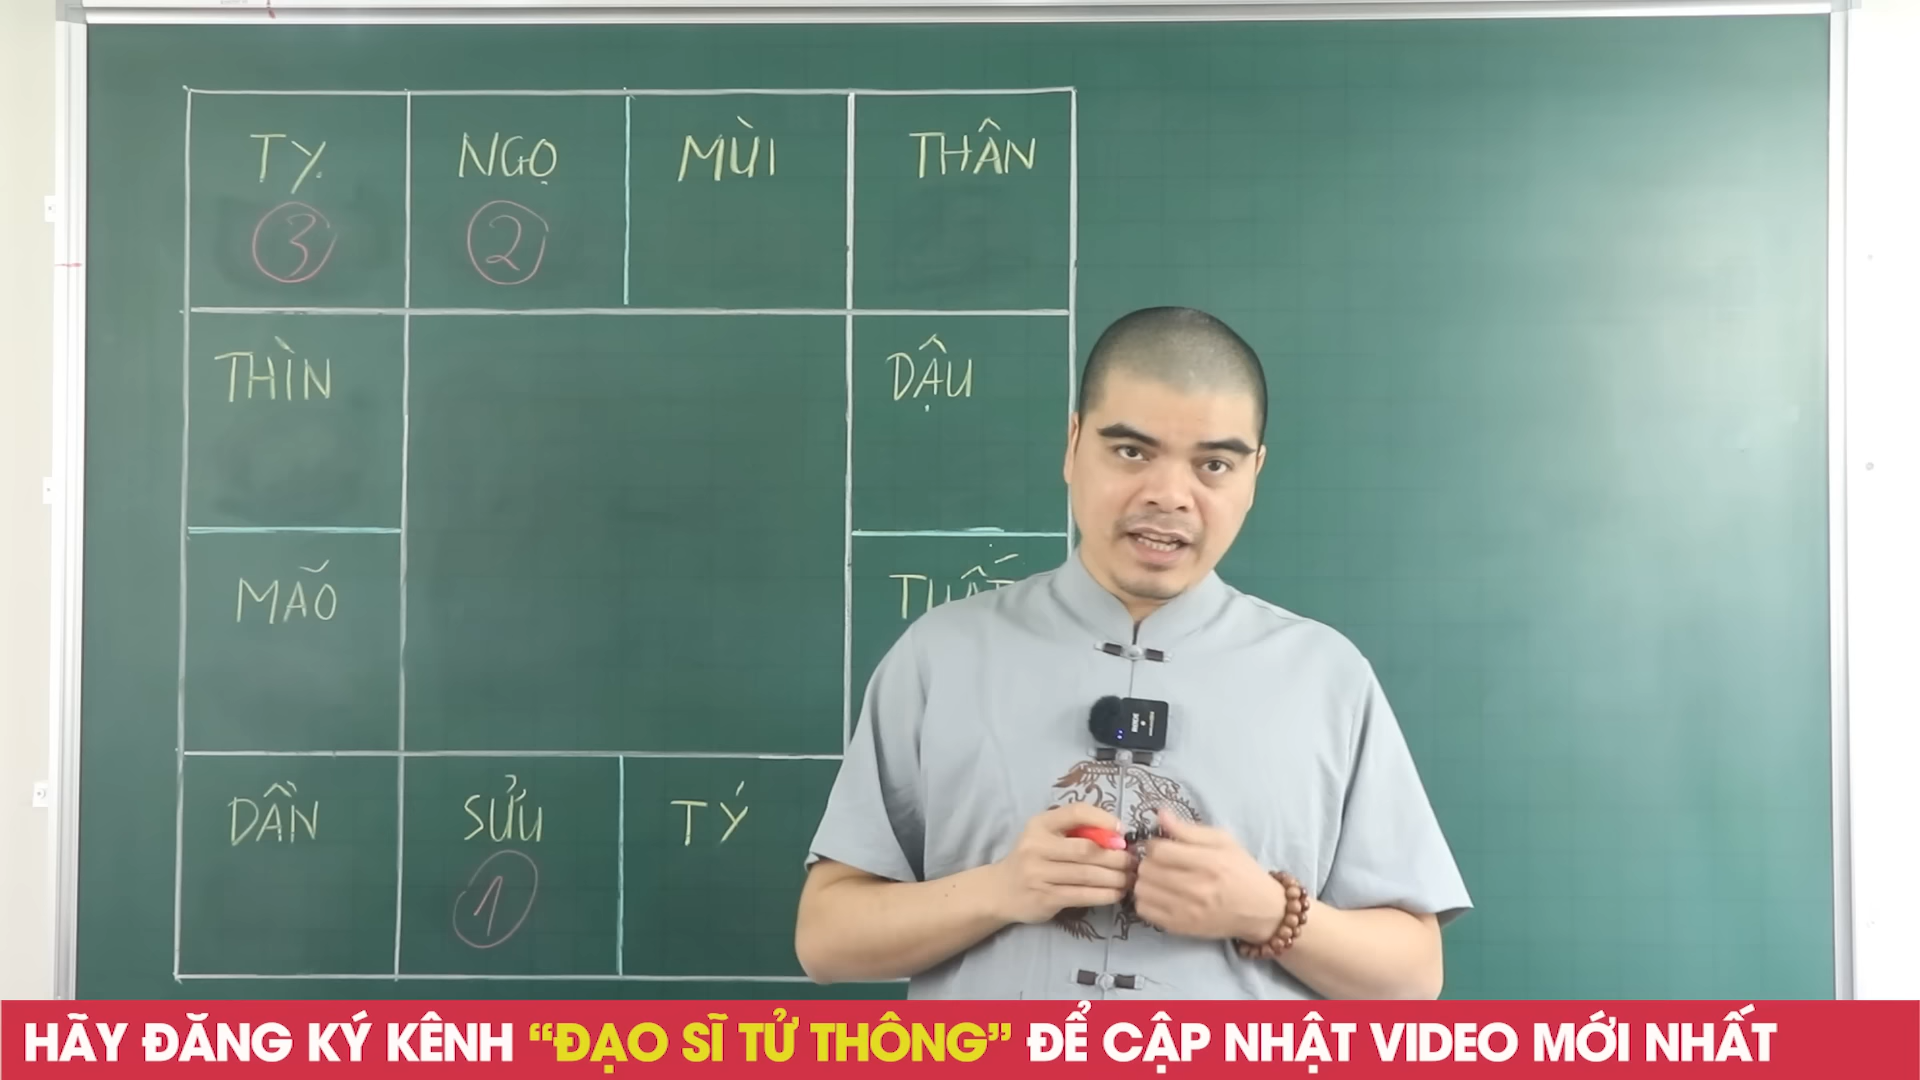 TỴ NGỌ MÙI THÂN
3 2
THÌN DẬU
MÃO
DẦN SỬU TÝ
1
HÃY ĐĂNG KÝ KÊNH “ĐẠO SĨ TỬ THÔNG” ĐỂ CẬP NHẬT VIDEO MỚI NHẤT